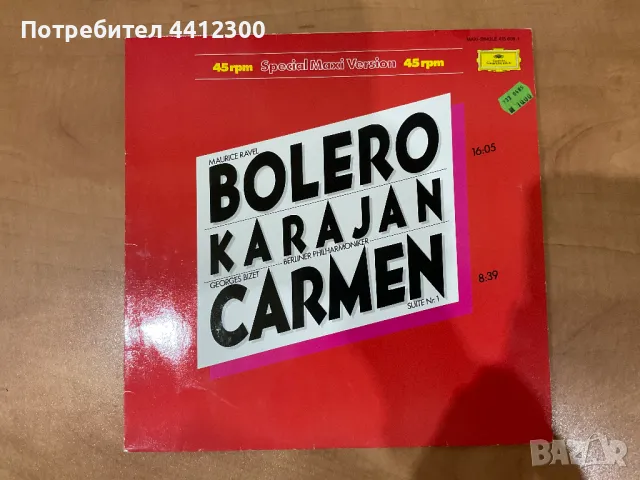 Потребител 4412300
45 rpm Special Maxi Version 45 rpm
MAURICE RAVEL
BOLERO
16:05
KARAJAN
BERLINER PHILHARMONIKER
GEORGES BIZET
CARMEN
8:39
SUITE Nr. 1
BAZAR